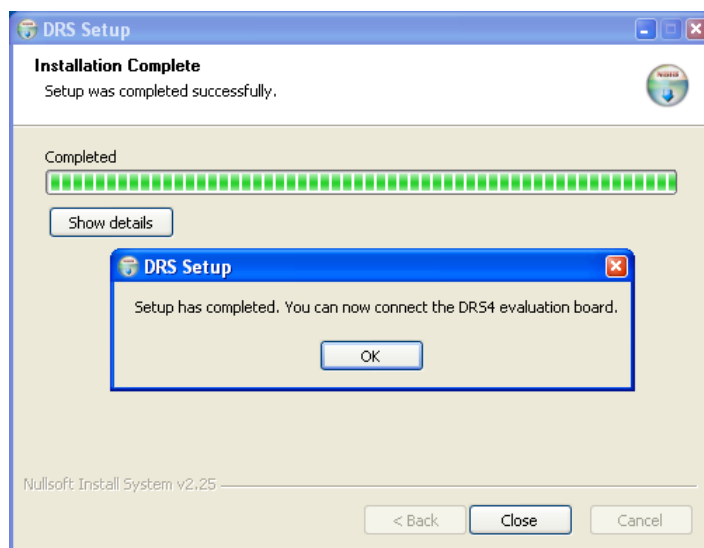 DRS Setup
Installation Complete
Setup was completed successfully.
Completed
Show details
DRS Setup
Setup has completed. You can now connect the DRS4 evaluation board.
OK
Nullsoft Install System v2.25
< Back
Close
Cancel